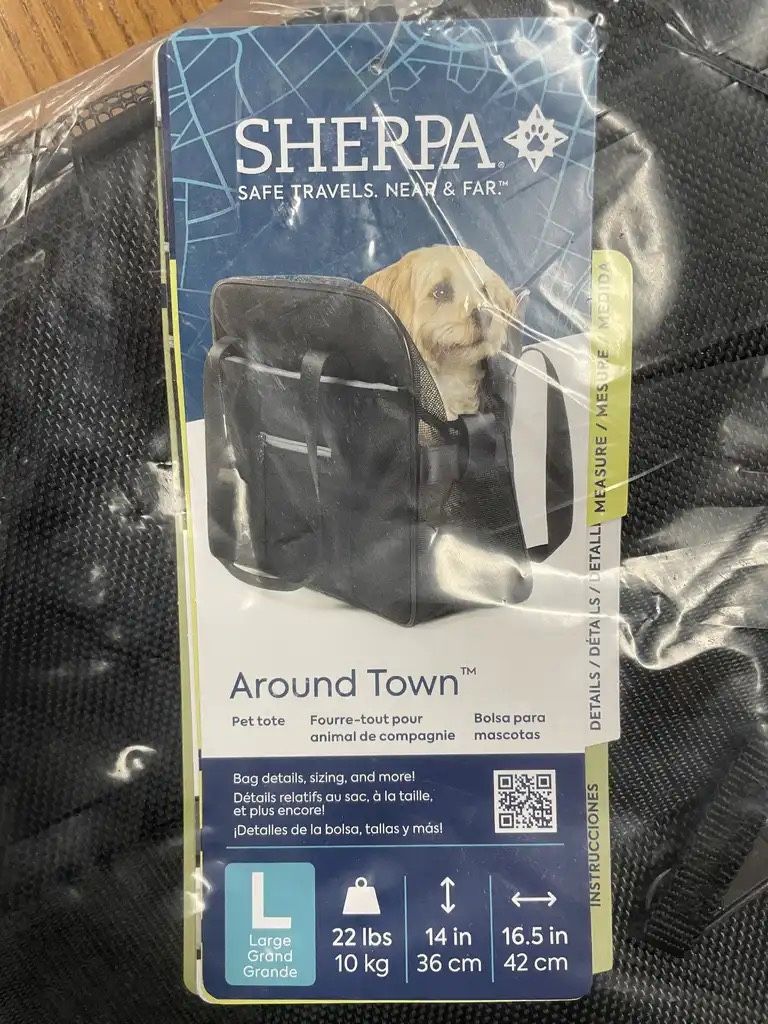 SHERPA®
SAFE TRAVELS. NEAR & FAR.™
MEASURE / MESURE / MEDIDA
DETAILS / DÉTAILS / DETALL
INSTRUCCIONES
Around Town™
Pet tote
Fourre-tout pour
animal de compagnie
Bolsa para
mascotas
Bag details, sizing, and more!
Détails relatifs au sac, à la taille,
et plus encore!
¡Detalles de la bolsa, tallas y más!
L
Large
Grand
Grande
22 lbs
10 kg
14 in
36 cm
16.5 in
42 cm